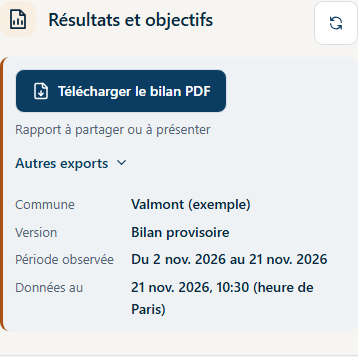 Résultats et objectifs
Télécharger le bilan PDF
Rapport à partager ou à présenter
Autres exports
Commune Valmont (exemple)
Version Bilan provisoire
Période observée Du 2 nov. 2026 au 21 nov. 2026
Données au 21 nov. 2026, 10:30 (heure de
Paris)